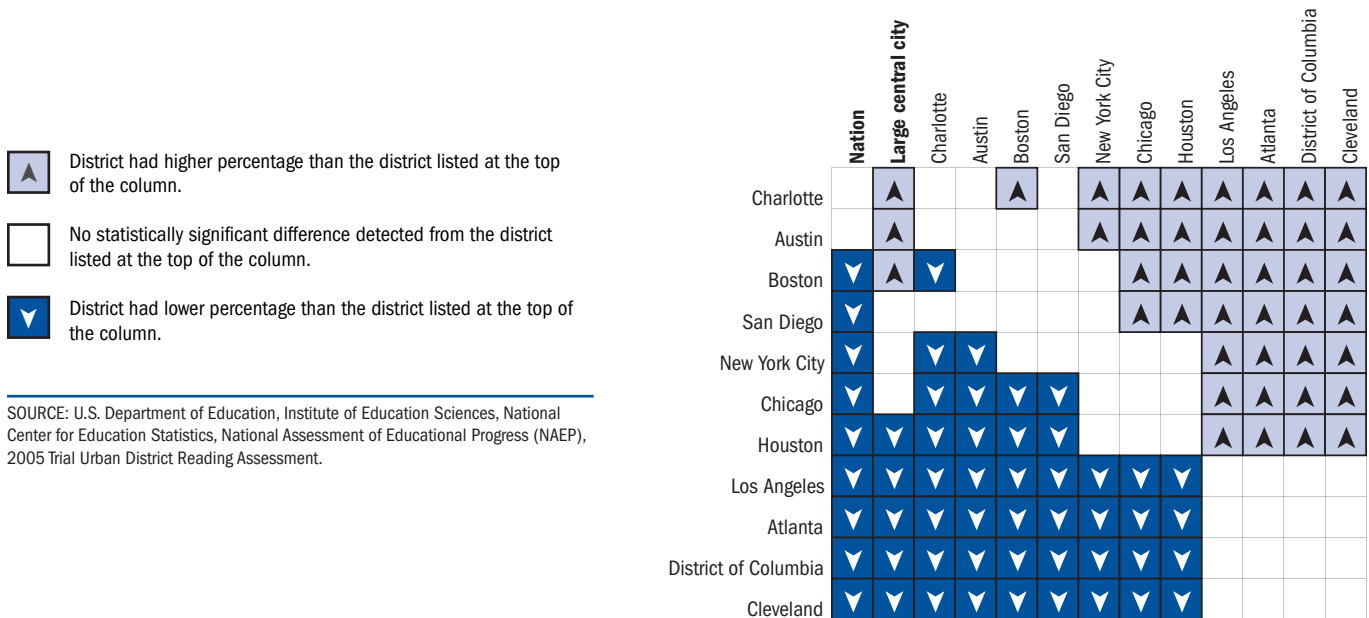 District had higher percentage than the district listed at the top
of the column.
No statistically significant difference detected from the district
listed at the top of the column.
District had lower percentage than the district listed at the top of
the column.
SOURCE: U.S. Department of Education, Institute of Education Sciences, National
Center for Education Statistics, National Assessment of Educational Progress (NAEP),
2005 Trial Urban District Reading Assessment.
Nation
Large central city
Charlotte
Austin
Boston
San Diego
New York City
Chicago
Houston
Los Angeles
Atlanta
District of Columbia
Cleveland
Charlotte
Austin
Boston
San Diego
New York City
Chicago
Houston
Los Angeles
Atlanta
District of Columbia
Cleveland